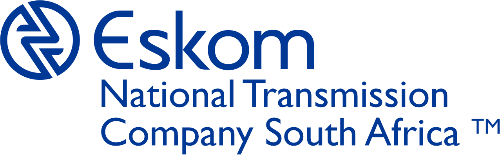 Eskom
National Transmission
Company South Africa ™